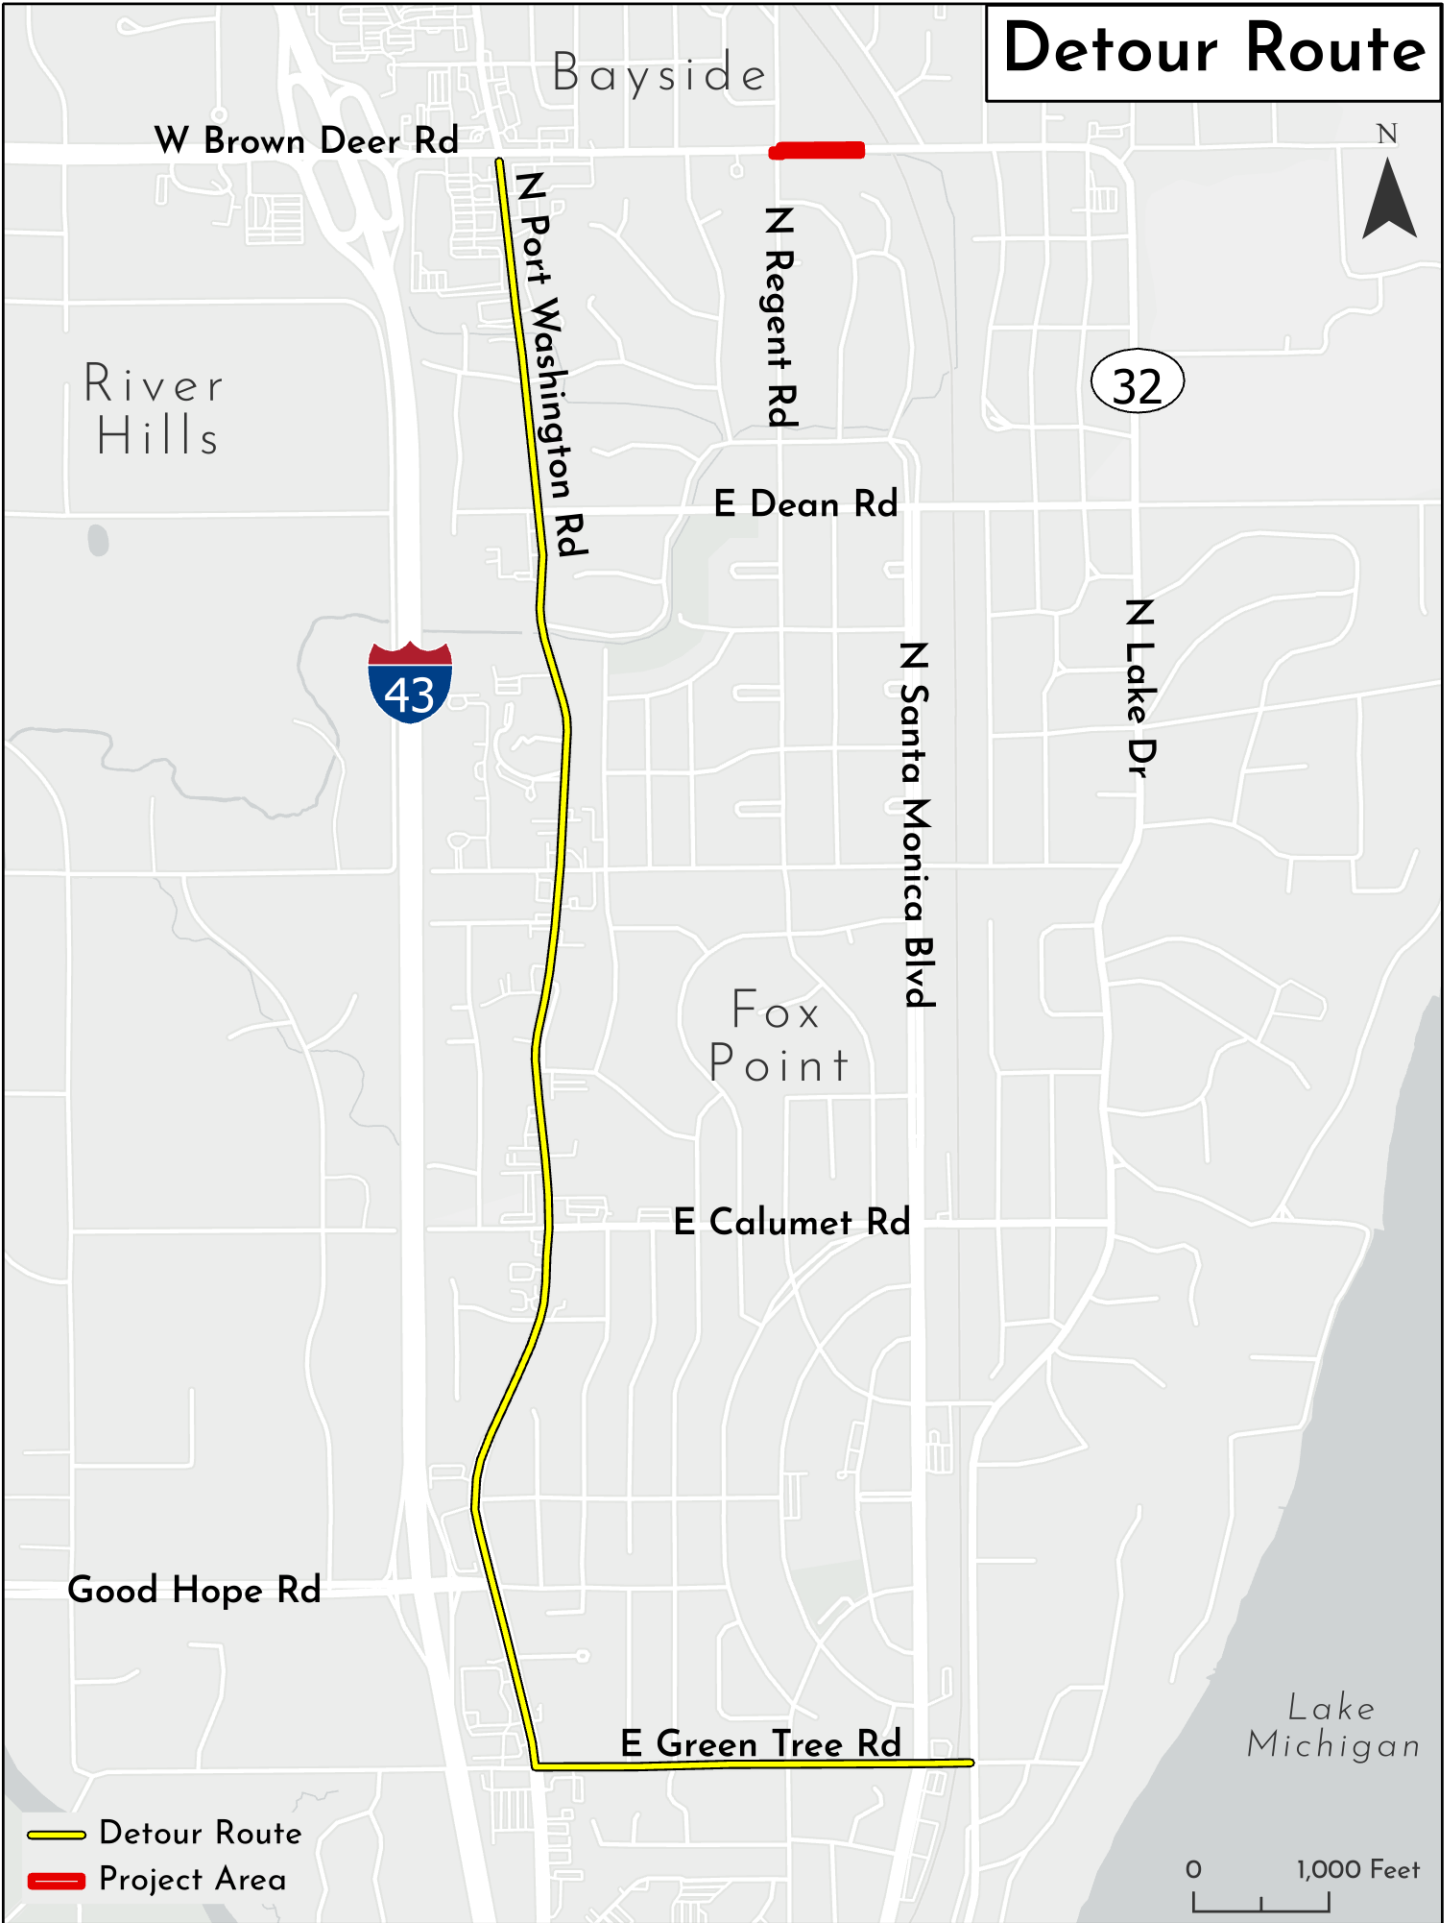 Detour Route
Bayside
W Brown Deer Rd
N
N Port Washington Rd
N Regent Rd
River
Hills
32
E Dean Rd
N Lake Dr
N Santa Monica Blvd
43
Fox
Point
E Calumet Rd
Good Hope Rd
Lake
Michigan
E Green Tree Rd
Detour Route
Project Area
0 1,000 Feet